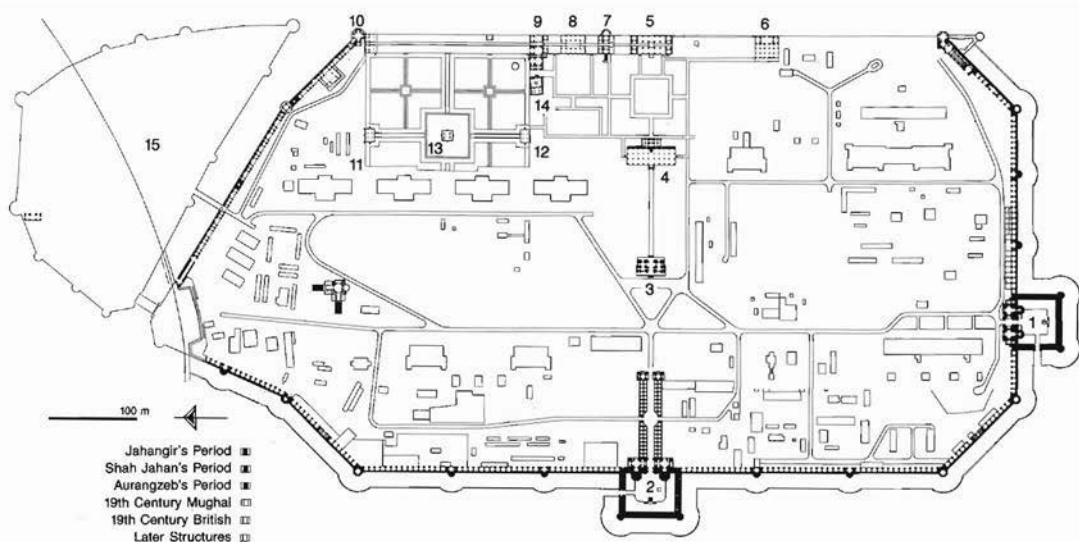 10
9
8
7
5
6
15
14
13
12
11
4
3
1
2
100 m
Jahangir's Period
Shah Jahan's Period
Aurangzeb's Period
19th Century Mughal
19th Century British
Later Structures